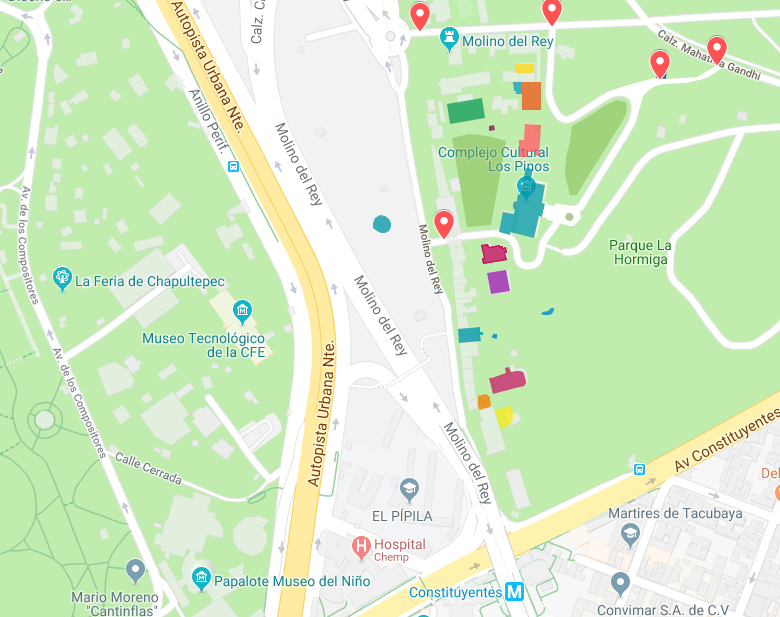 Calz. C
Autopista Urbana Nte.
Molino del Rey
Calz. Mahatma Gandhi
Anillo Perif.
Molino del Rey
Complejo Cultural
Los Pinos
Av. de los Compositores
Molino del Rey
Parque La
Hormiga
La Feria de Chapultepec
Molino del Rey
Museo Tecnológico
de la CFE
Autopista Urbana Nte.
Av. de los Compositores
Av Constituyentes
Calle Cerrada
Molino del Rey
Del
EL PÍPILA
Martires de Tacubaya
H
Hospital
Chemp
Papalote Museo del Niño
Mario Moreno
"Cantinflas"
Constituyentes
M
Convimar S.A. de C.V